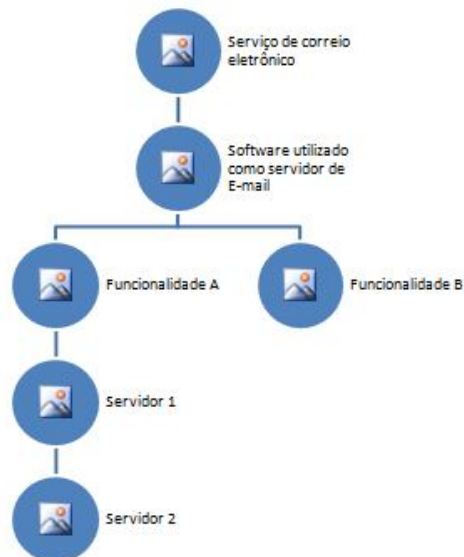 Serviço de correio
eletrônico
Software utilizado
como servidor de
E-mail
Funcionalidade A
Funcionalidade B
Servidor 1
Servidor 2